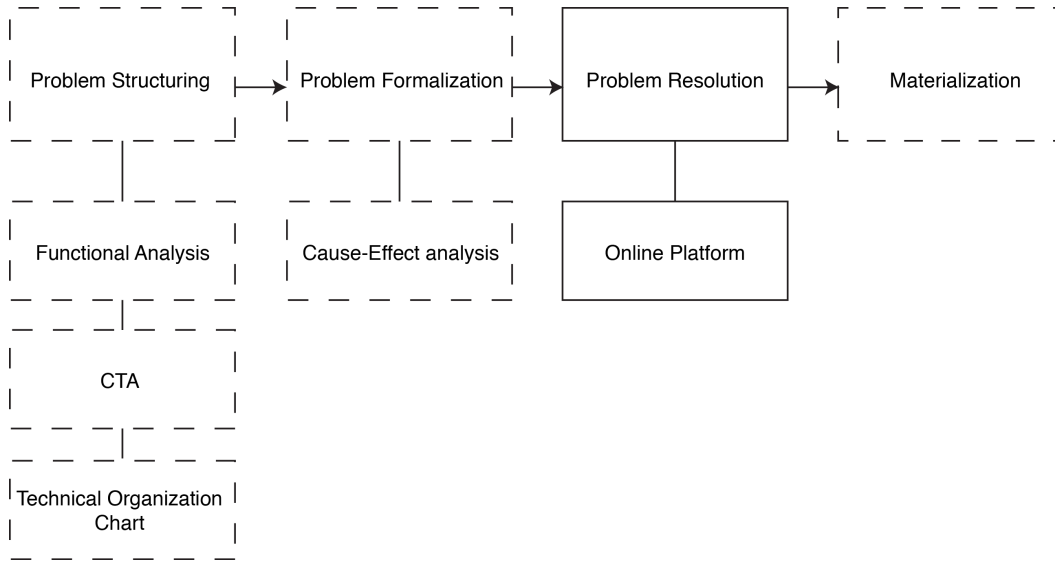 Problem Structuring
Problem Formalization
Problem Resolution
Materialization
Functional Analysis
Cause-Effect analysis
Online Platform
CTA
Technical Organization
Chart